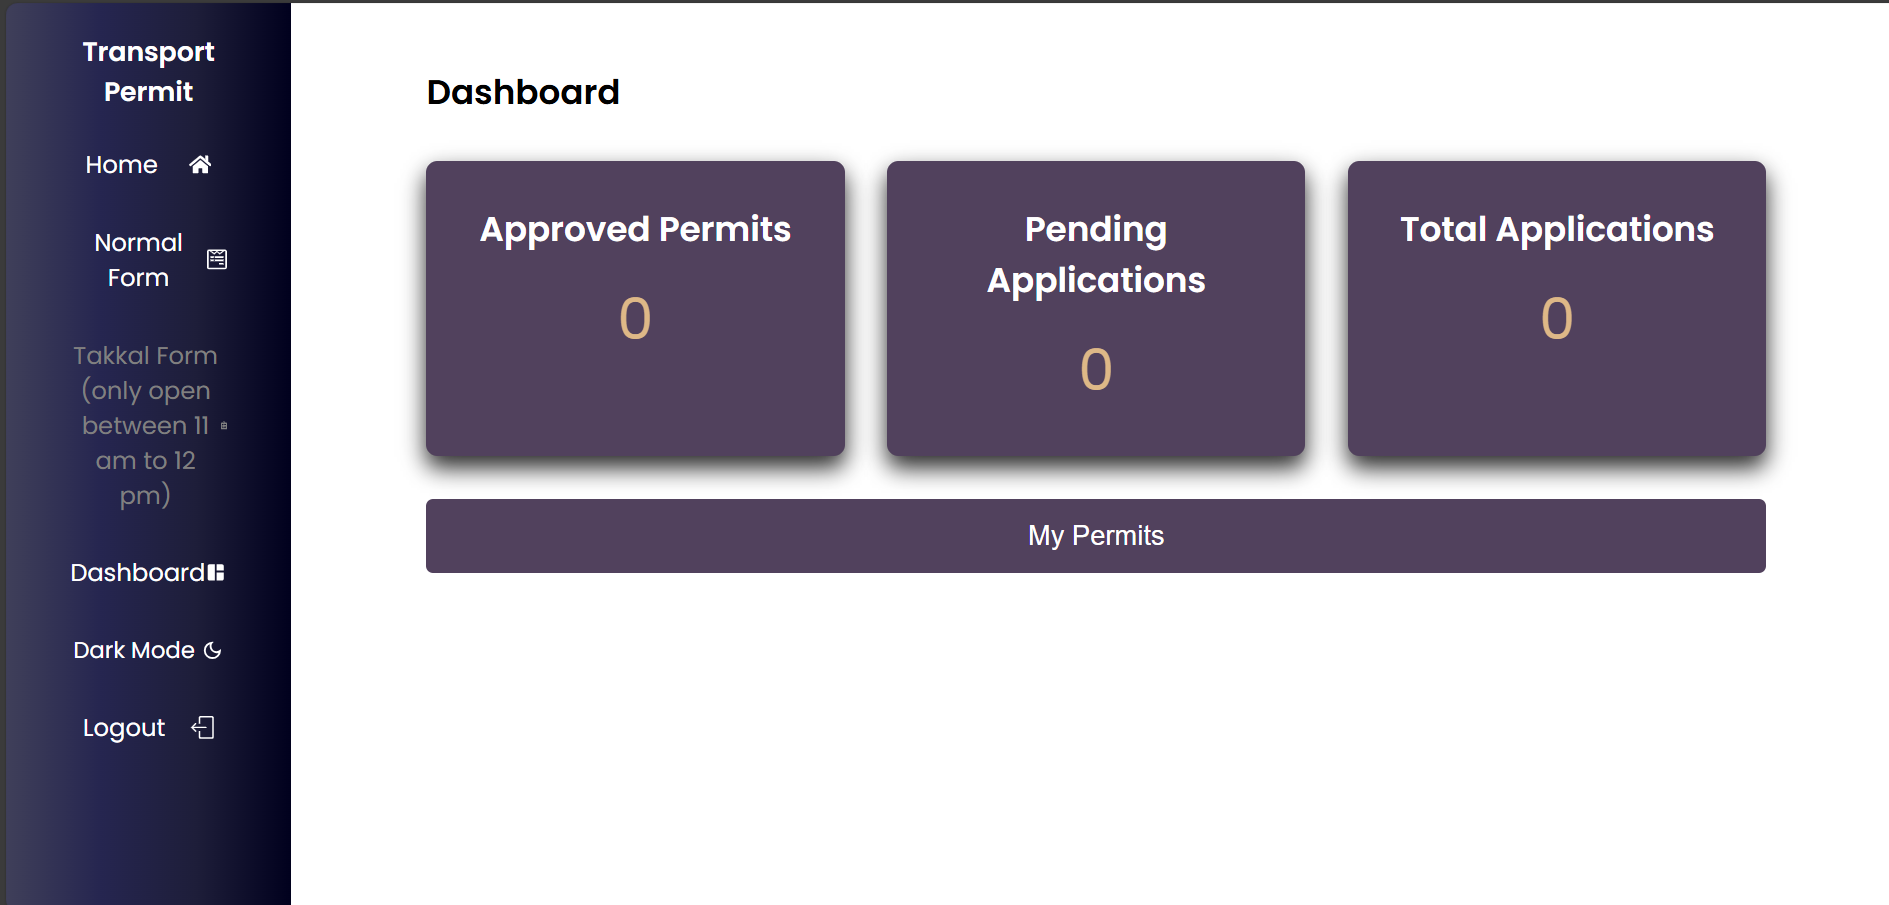 Transport
Permit
Home
Normal
Form
Takkal Form
(only open
between 11
am to 12
pm)
Dashboard
Dark Mode
Logout
Dashboard
Approved Permits
0
Pending
Applications
0
Total Applications
0
My Permits